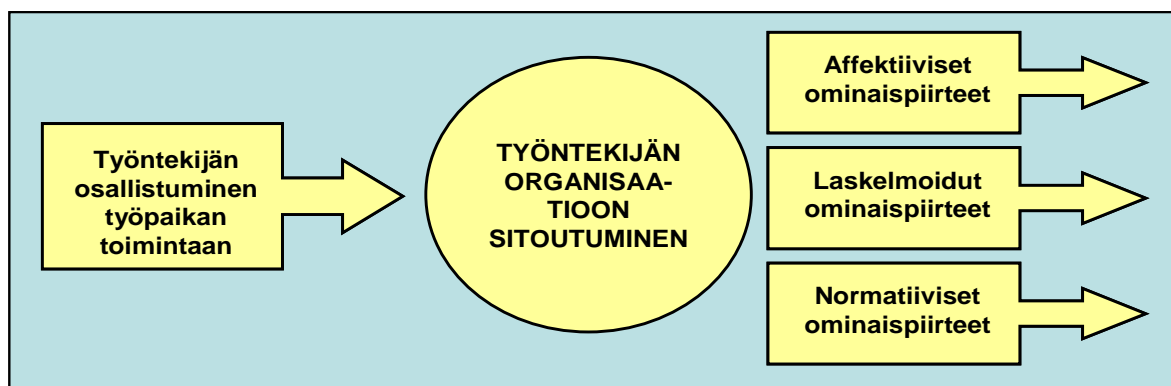 Työntekijän
osallistuminen
työpaikan
toimintaan
TYÖNTEKIJÄN
ORGANISAA-
TIOON
SITOUTUMINEN
Affektiiviset
ominaispiirteet
Laskelmoidut
ominaispiirteet
Normatiiviset
ominaispiirteet